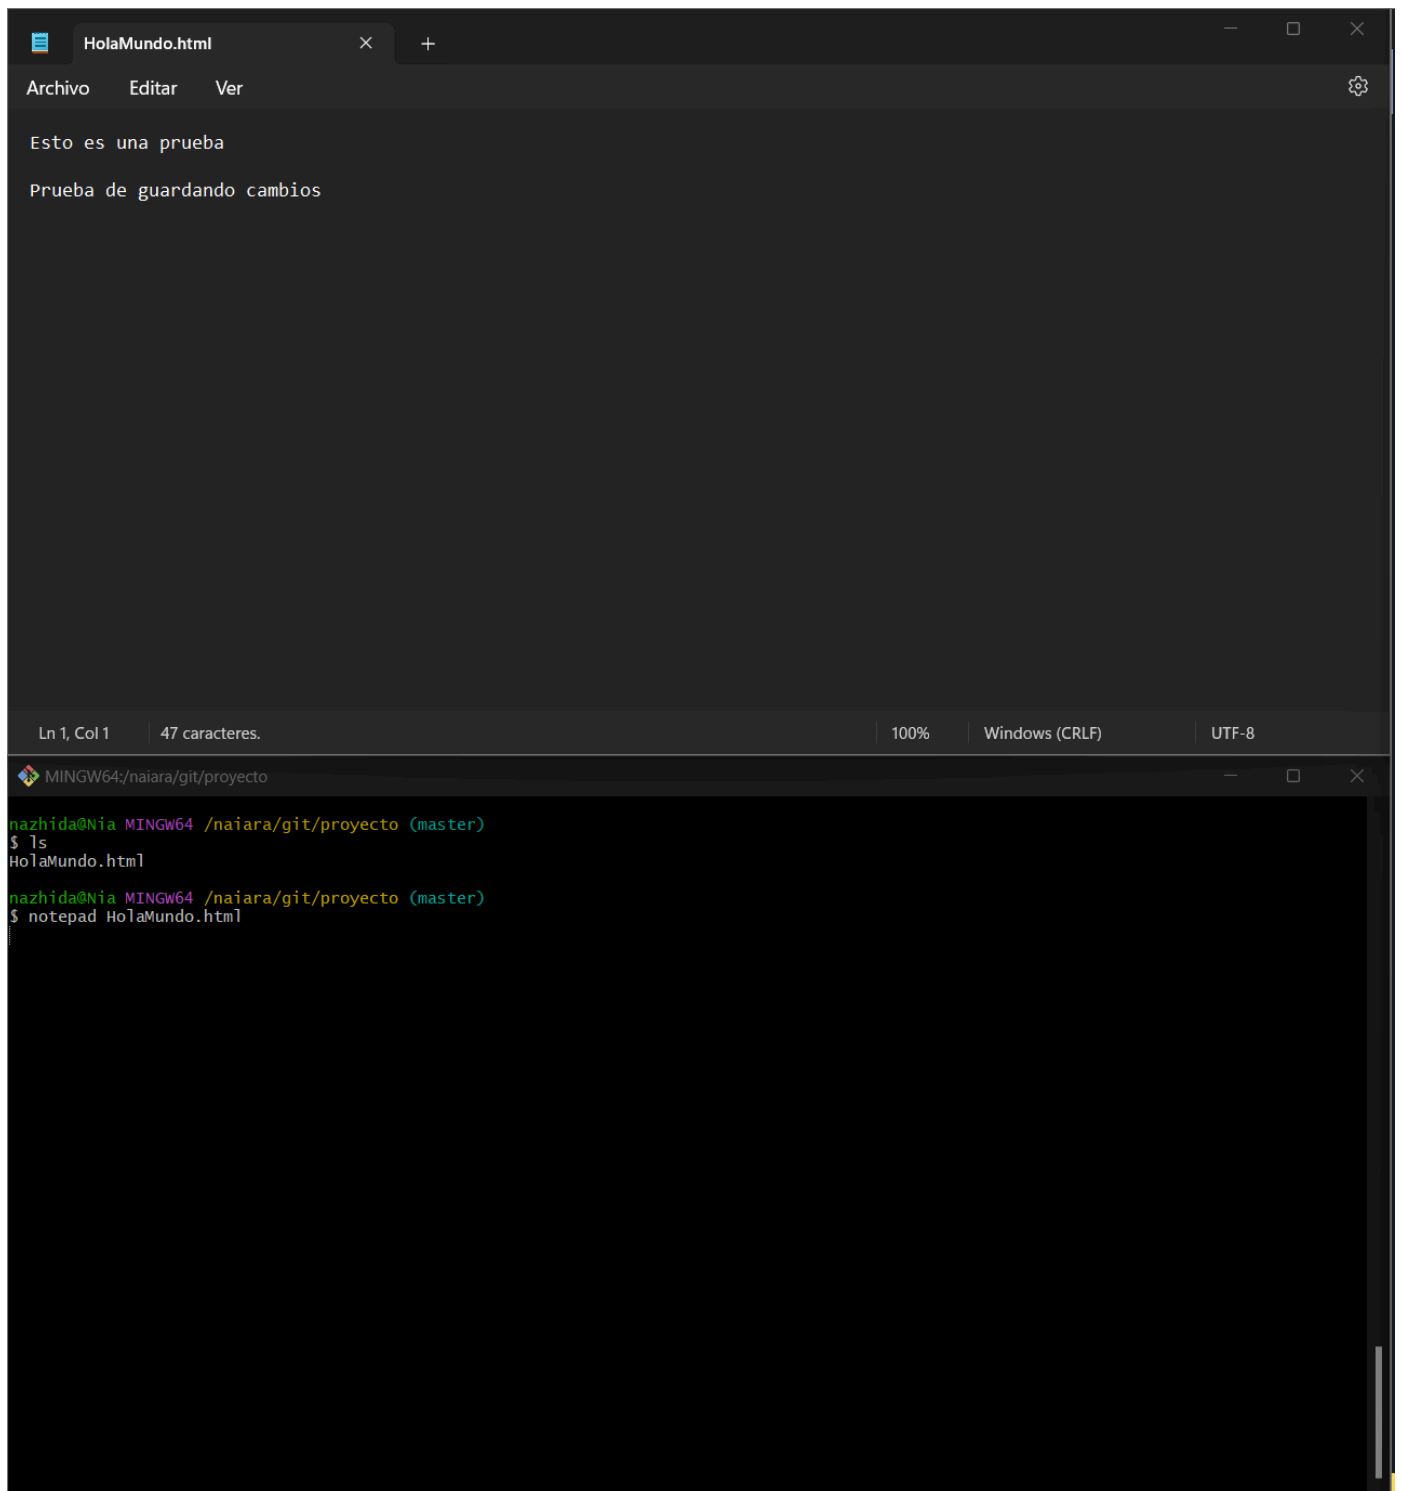 HolaMundo.html
Archivo Editar Ver
Esto es una prueba
Prueba de guardando cambios
Ln 1, Col 1 47 caracteres. 100% Windows (CRLF) UTF-8
MINGW64:/naiara/git/proyecto
nazhida@Nia MINGW64 /naiara/git/proyecto (master)
$ ls
HolaMundo.html
nazhida@Nia MINGW64 /naiara/git/proyecto (master)
$ notepad HolaMundo.html